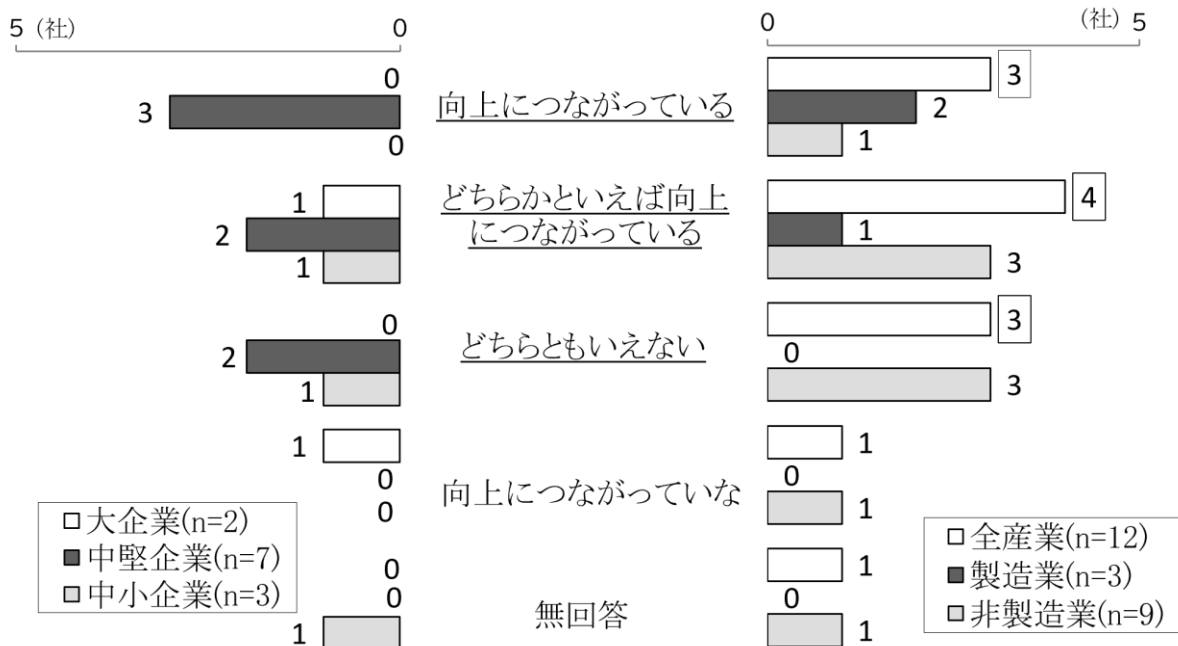 5 (社) 0
0 (社) 5
0
3
0
向上につながっている
3
2
1
1
2
1
どちらかといえば向上
につながっている
4
1
3
0
2
1
どちらともいえない
3
0
3
1
0
0
向上につながっていな
1
0
1
0
0
1
無回答
1
0
1
大企業(n=2)
中堅企業(n=7)
中小企業(n=3)
全産業(n=12)
製造業(n=3)
非製造業(n=9)